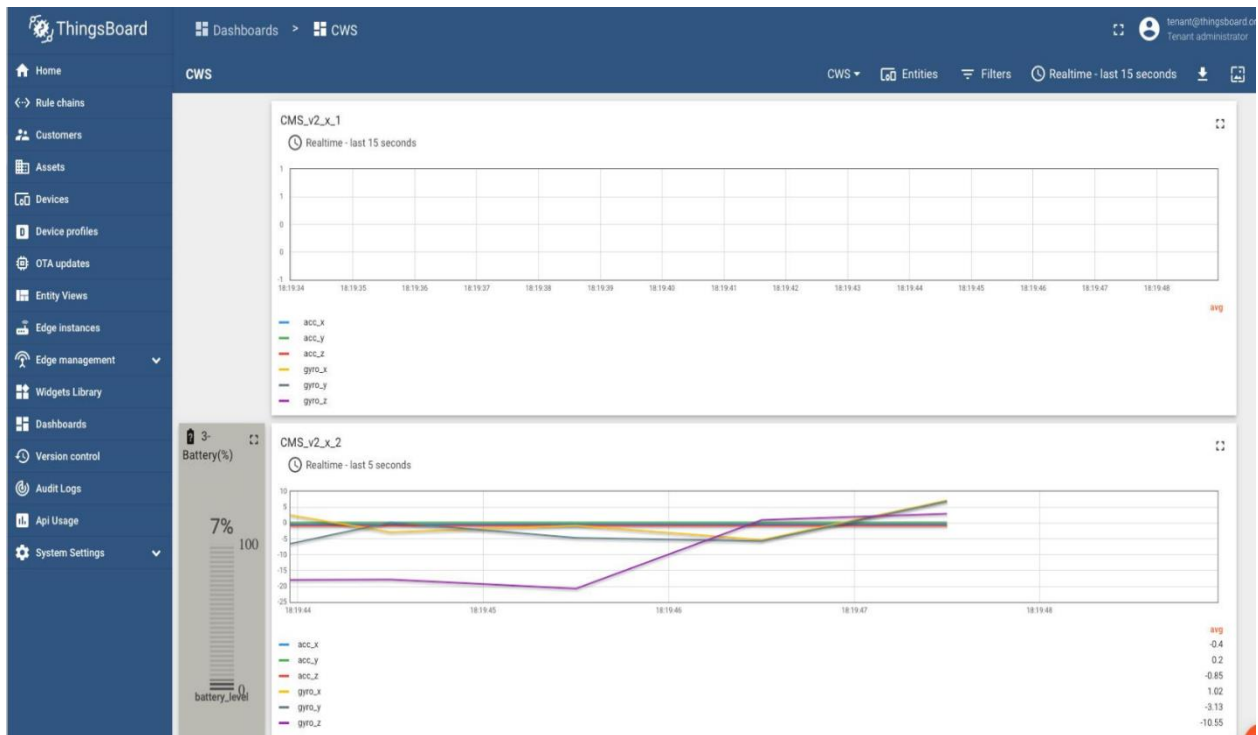 ThingsBoard
Dashboards > CWS
tenant@thingsboard.or
Tenant administrator
Home
Rule chains
Customers
Assets
Devices
Device profiles
OTA updates
Entity Views
Edge instances
Edge management
Widgets Library
Dashboards
Version control
Audit Logs
Api Usage
System Settings
CWS
CWS Entities Filters Realtime - last 15 seconds
CMS_v2_x_1
Realtime - last 15 seconds
1
1
0
0
-1
18:19:34 18:19:35 18:19:36 18:19:37 18:19:38 18:19:39 18:19:40 18:19:41 18:19:42 18:19:43 18:19:44 18:19:45 18:19:46 18:19:47 18:19:48
avg
acc_x
acc_y
acc_z
gyro_x
gyro_y
gyro_z
3-
Battery(%)
7%
100
0
battery_level
CMS_v2_x_2
Realtime - last 5 seconds
10
5
0
-5
-10
-15
-20
-25
18:19:44 18:19:45 18:19:46 18:19:47 18:19:48
avg
acc_x -0.4
acc_y 0.2
acc_z -0.85
gyro_x 1.02
gyro_y -3.13
gyro_z -10.55